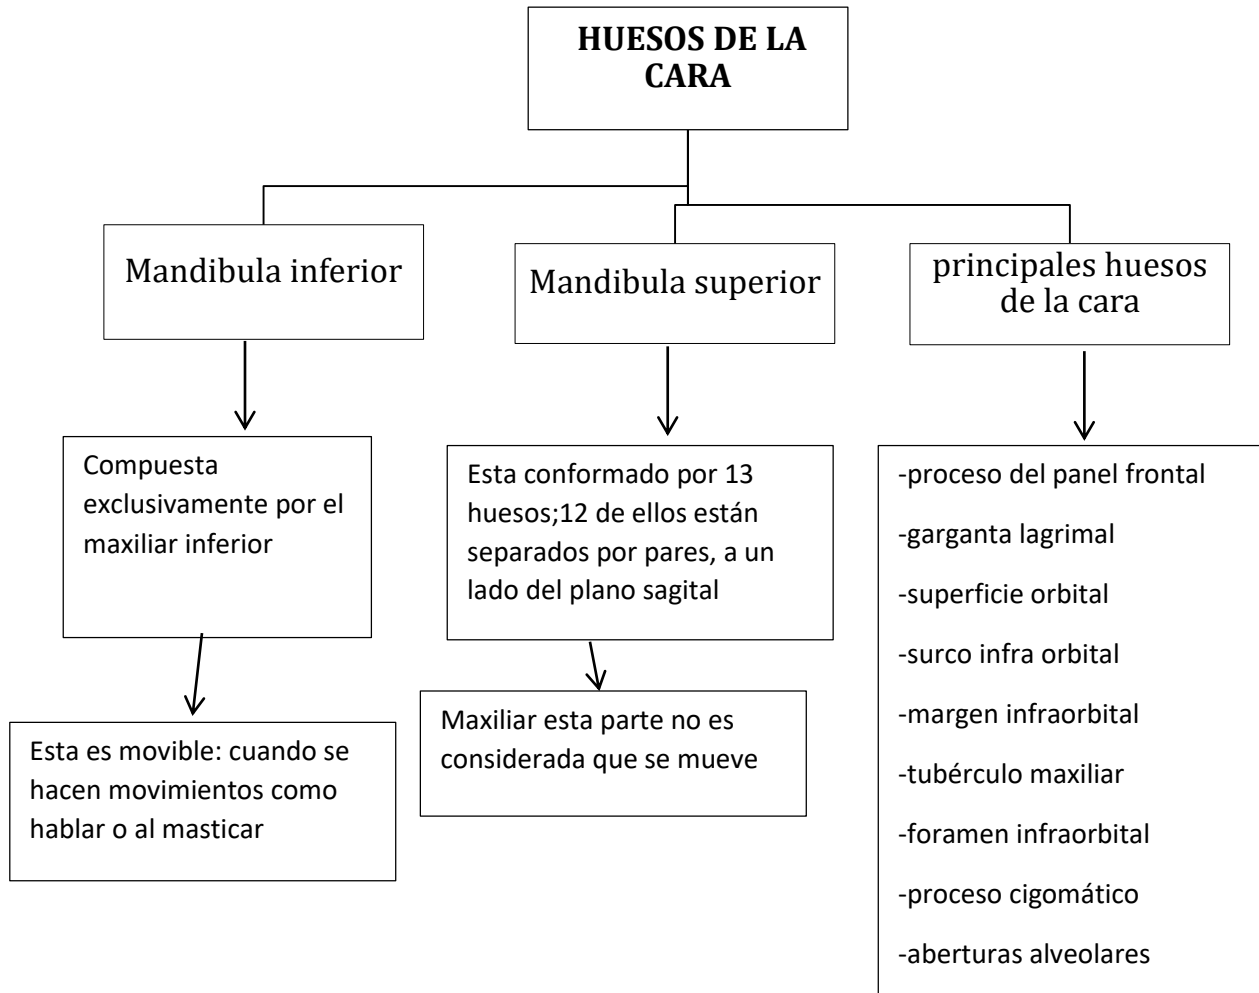 HUESOS DE LA
CARA
Mandibula inferior
Mandibula superior
principales huesos
de la cara
Compuesta
exclusivamente por el
maxiliar inferior
Esta conformado por 13
huesos;12 de ellos están
separados por pares, a un
lado del plano sagital
-proceso del panel frontal
-garganta lagrimal
-superficie orbital
-surco infra orbital
-margen infraorbital
-tubérculo maxiliar
-foramen infraorbital
-proceso cigomático
-aberturas alveolares
Esta es movible: cuando se
hacen movimientos como
hablar o al masticar
Maxiliar esta parte no es
considerada que se mueve